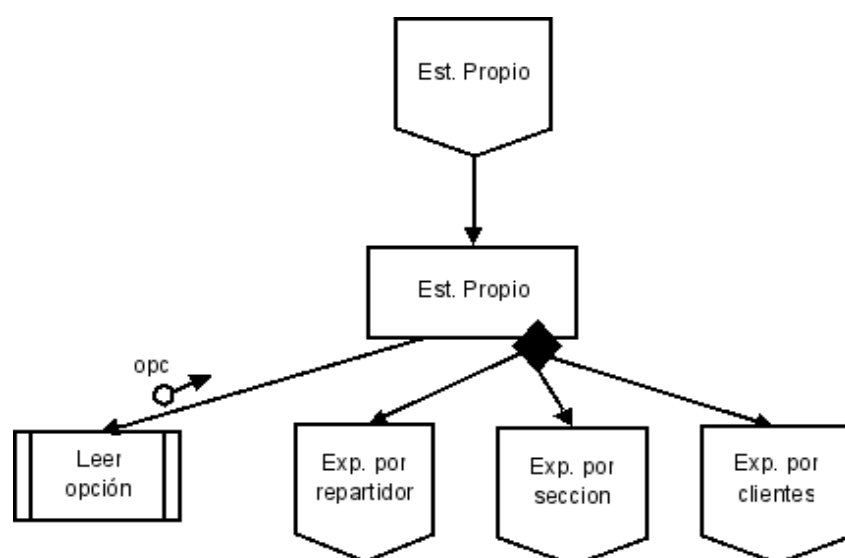 Est. Propio
Est. Propio
opc
Leer
opción
Exp. por
repartidor
Exp. por
seccion
Exp. por
clientes